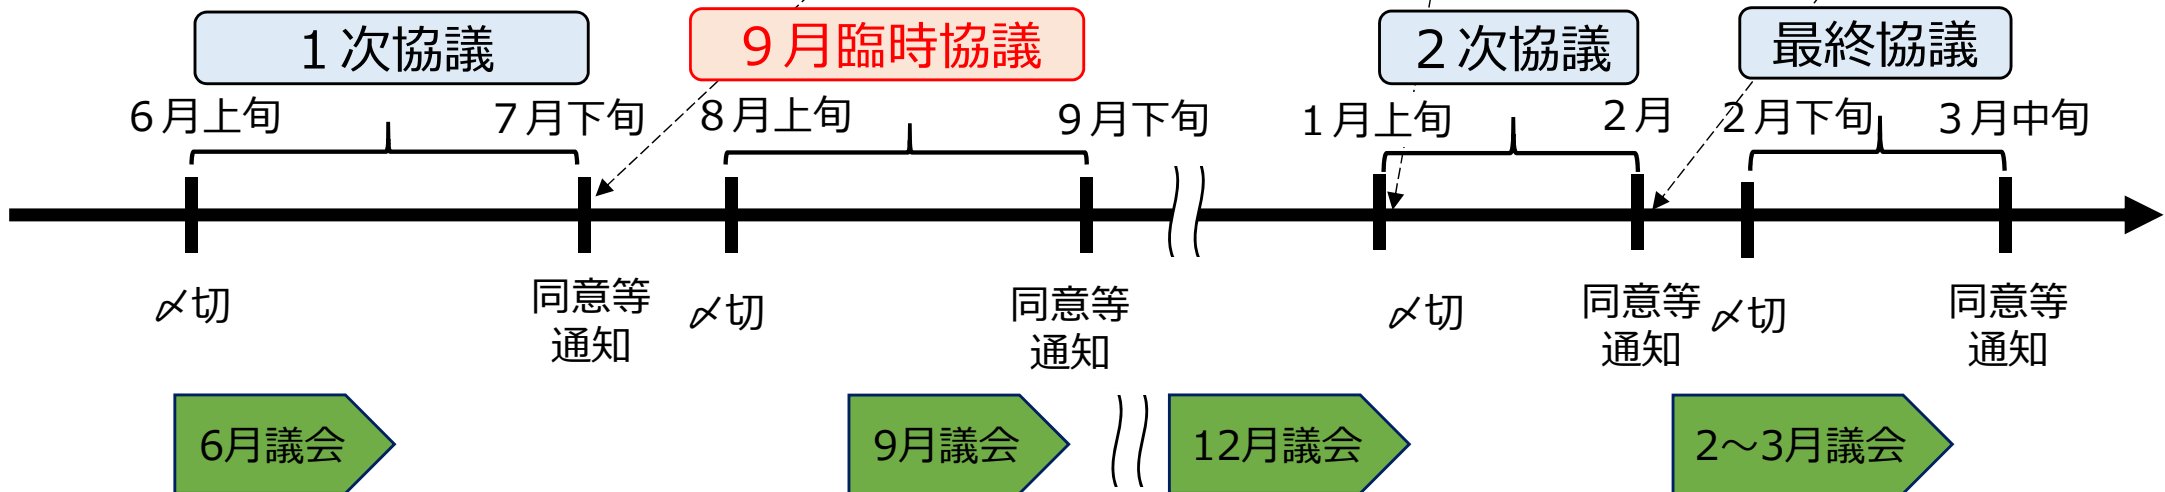 １次協議
９月臨時協議
２次協議
最終協議
６月上旬
７月下旬
８月上旬
９月下旬
１月上旬
２月
２月下旬
３月中旬
〆切
同意等
通知
〆切
同意等
通知
〆切
同意等
通知
〆切
同意等
通知
6月議会
9月議会
12月議会
2～3月議会